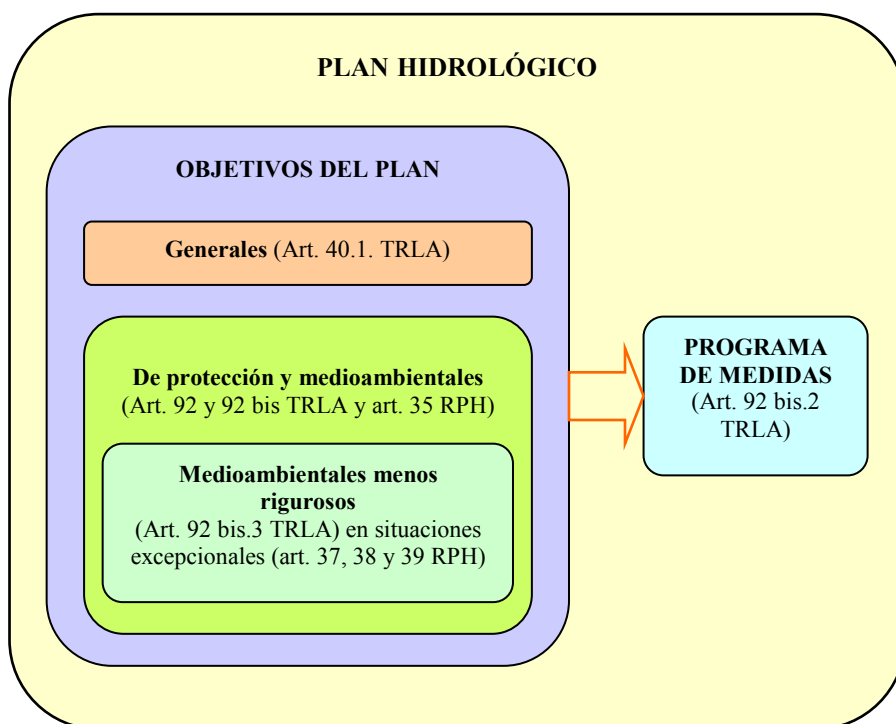 PLAN HIDROLÓGICO
OBJETIVOS DEL PLAN
Generales (Art. 40.1. TRLA)
De protección y medioambientales
(Art. 92 y 92 bis TRLA y art. 35 RPH)
Medioambientales menos
rigurosos
(Art. 92 bis.3 TRLA) en situaciones
excepcionales (art. 37, 38 y 39 RPH)
PROGRAMA
DE MEDIDAS
(Art. 92 bis.2
TRLA)